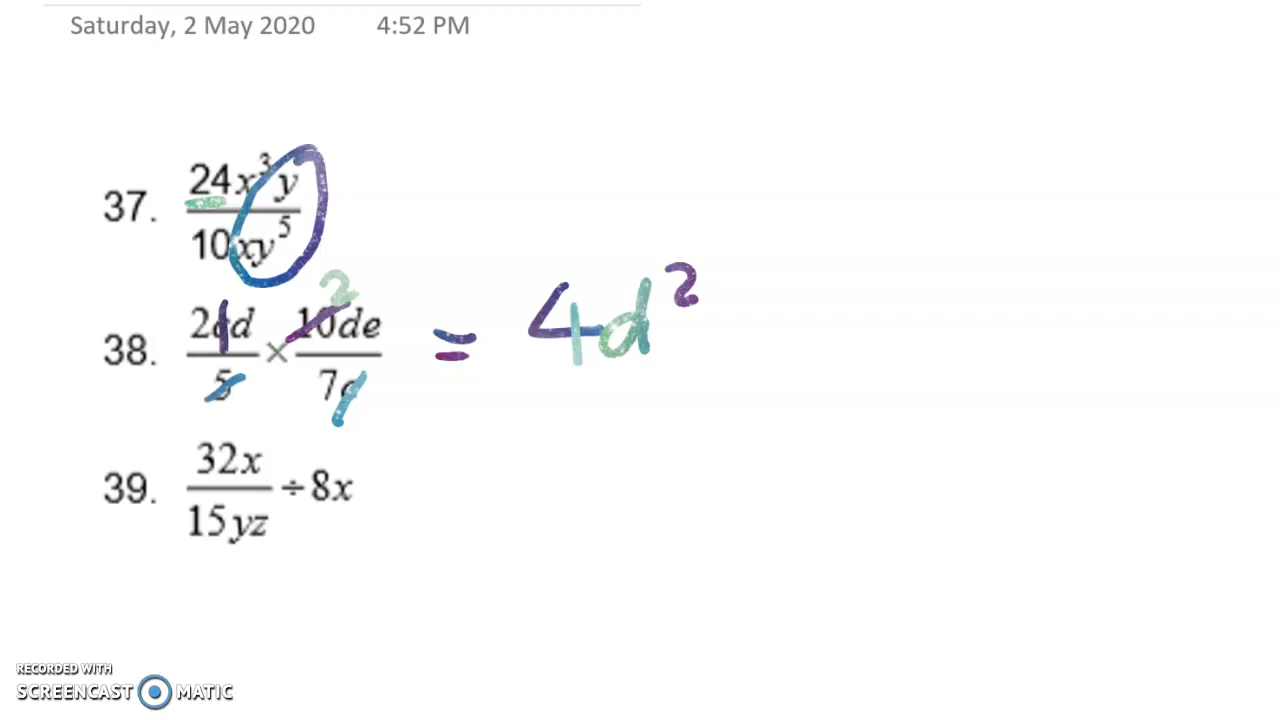 Saturday, 2 May 2020 4:52 PM
37. 24x³y / 10xy⁵
38. 2cd / 5 × 10de / 7c = 4d²
2
39. 32x / 15yz ÷ 8x
RECORDED WITH
SCREENCAST MATIC